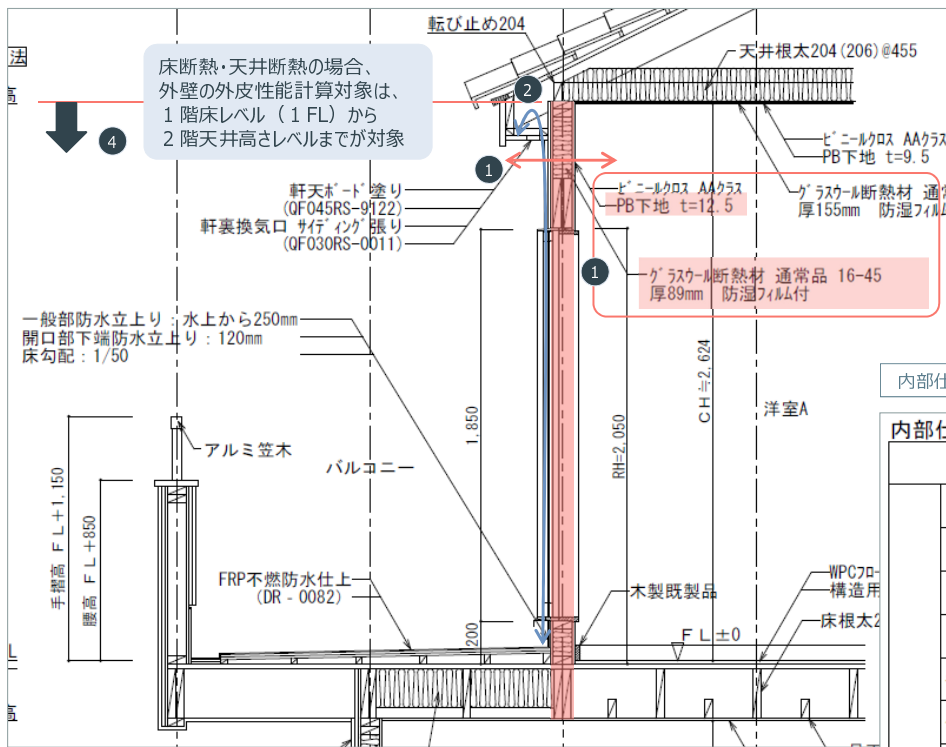 転び止め204
法
高
床断熱・天井断熱の場合、
外壁の外皮性能計算対象は、
1 階床レベル（1 FL）から
2 階天井高さレベルまでが対象
天井根太204(206)@455
2
4
1
ﾋﾞﾆｰﾙｸﾛｽ AAクラス
PB下地 t=9.5
軒天ﾎﾞｰﾄﾞ塗り
(QF045RS-9122)
軒裏換気口 ｻｲﾃﾞｨﾝｸﾞ張り
(QF030RS-0011)
ﾋﾞﾆｰﾙｸﾛｽ AAクラス
PB下地 t=12.5
ｸﾞﾗｽｳｰﾙ断熱材 通常
厚155mm 防湿ﾌｨﾙﾑ
1
ｸﾞﾗｽｳｰﾙ断熱材 通常品 16-45
厚89mm 防湿ﾌｨﾙﾑ付
一般部防水立上り：水上から250mm
開口部下端防水立上り：120mm
床勾配：1/50
CH≒2,624
1,850
RH=2,050
洋室A
内部仕
内部仕
アルミ笠木
バルコニー
手摺高 ＦＬ+1,150
腰高 ＦＬ+850
FRP不燃防水仕上
(DR - 0082)
木製既製品
WPCﾌﾛｰ
構造用
床根太2
200
ＦＬ±0
L
高